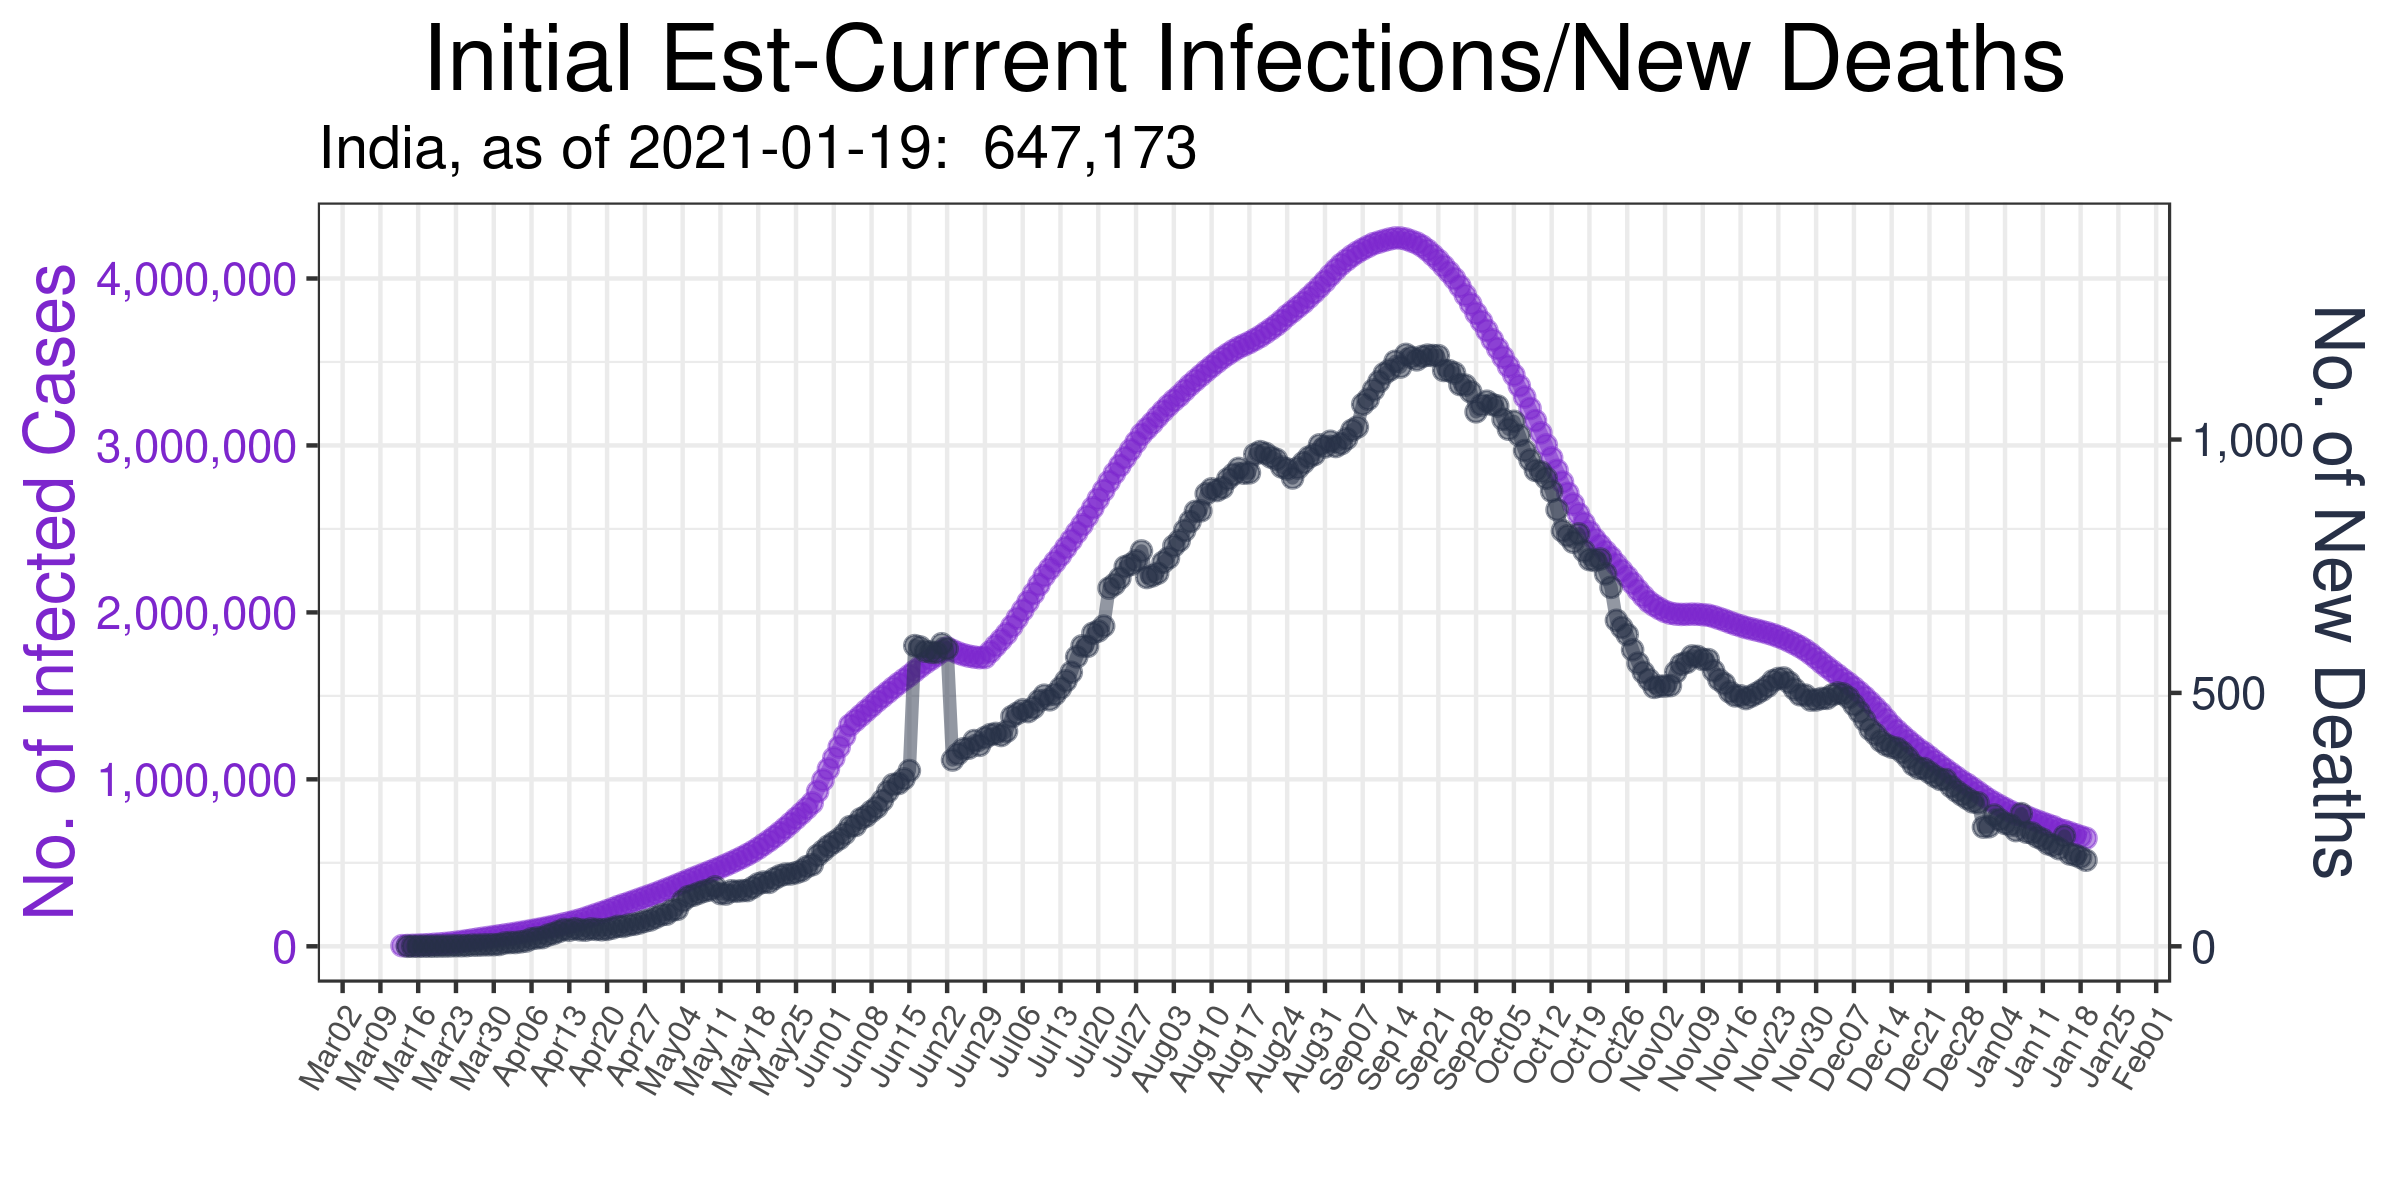 Initial Est-Current Infections/New Deaths
India, as of 2021-01-19: 647,173
No. of Infected Cases
4,000,000
3,000,000
2,000,000
1,000,000
0
No. of New Deaths
1,000
500
0
Mar02
Mar09
Mar16
Mar23
Mar30
Apr06
Apr13
Apr20
Apr27
May04
May11
May18
May25
Jun01
Jun08
Jun15
Jun22
Jun29
Jul06
Jul13
Jul20
Jul27
Aug03
Aug10
Aug17
Aug24
Aug31
Sep07
Sep14
Sep21
Sep28
Oct05
Oct12
Oct19
Oct26
Nov02
Nov09
Nov16
Nov23
Nov30
Dec07
Dec14
Dec21
Dec28
Jan04
Jan11
Jan18
Jan25
Feb01